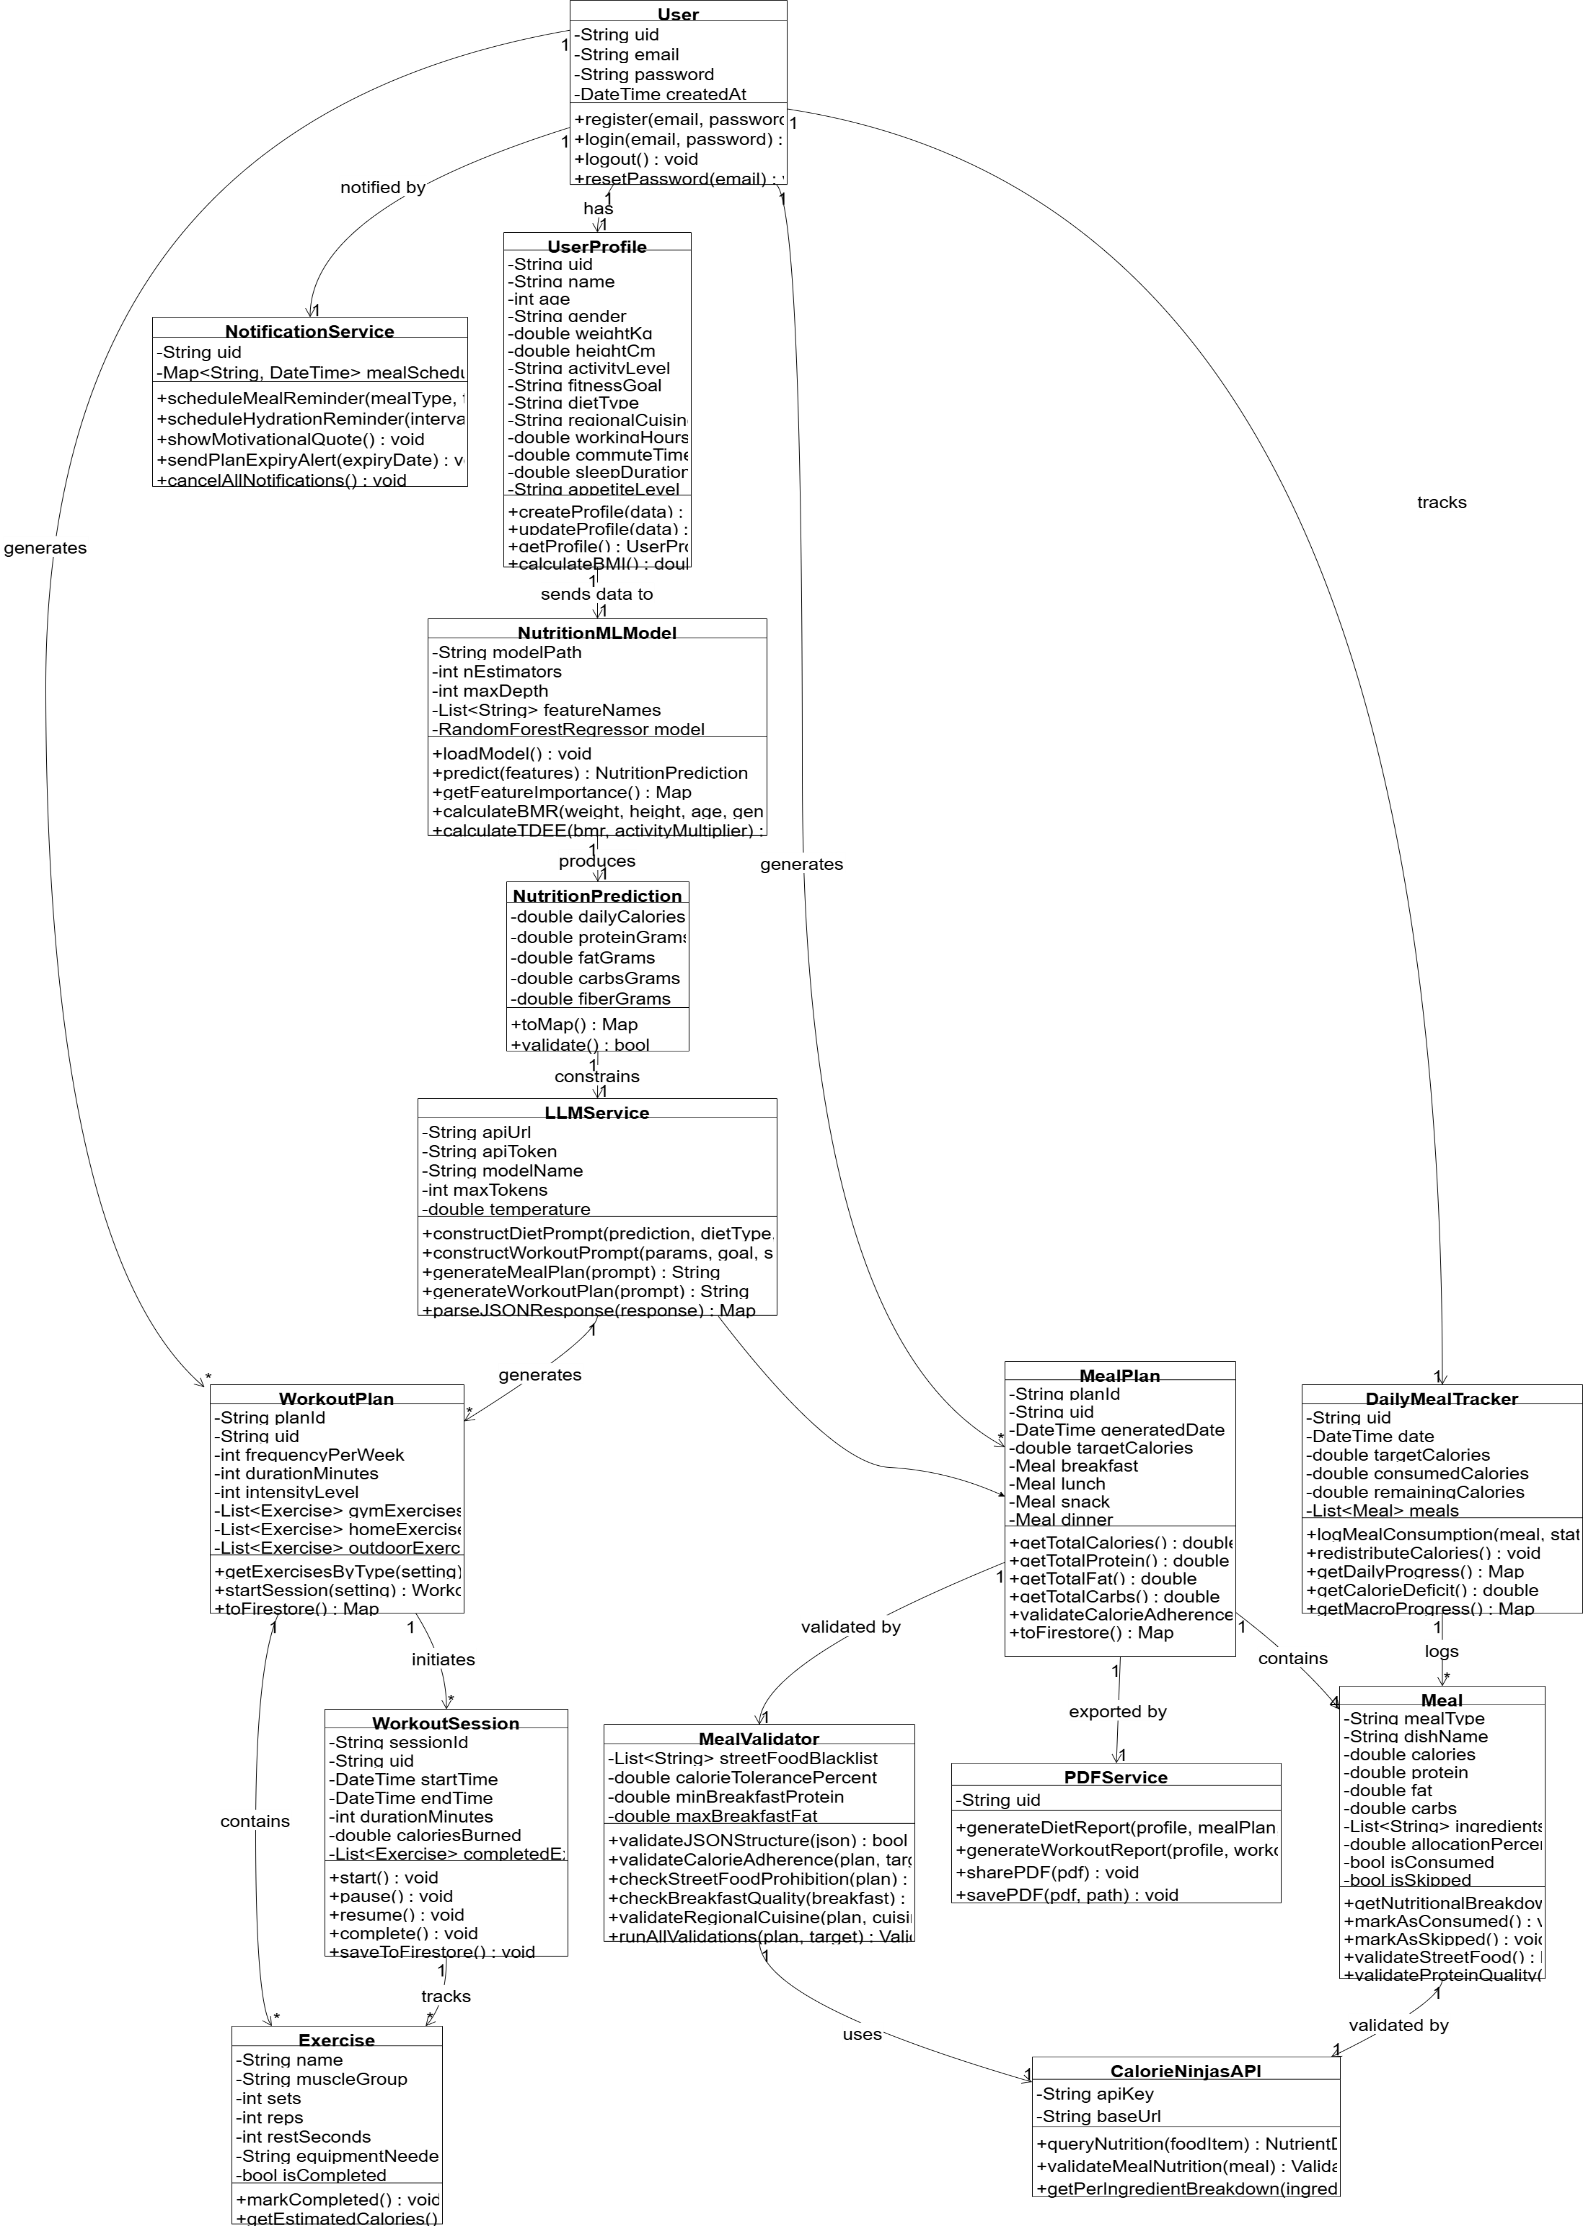 User
-String uid
-String email
-String password
-DateTime createdAt
+register(email, password
+login(email, password) :
+logout() : void
+resetPassword(email) :
1
1
1
1
1
notified by
has
1
1
UserProfile
-String uid
-String name
-int age
-String gender
-double weightKg
-double heightCm
-String activityLevel
-String fitnessGoal
-String dietType
-String regionalCuisin
-double workingHours
-double commuteTime
-double sleepDuration
-String appetiteLevel
+createProfile(data) :
+updateProfile(data) :
+getProfile() : UserPro
+calculateBMI() : doul
NotificationService
-String uid
-Map<String, DateTime> mealSchedu
+scheduleMealReminder(mealType,
+scheduleHydrationReminder(interva
+showMotivationalQuote() : void
+sendPlanExpiryAlert(expiryDate) : v
+cancelAllNotifications() : void
tracks
generates
1
sends data to
1
NutritionMLModel
-String modelPath
-int nEstimators
-int maxDepth
-List<String> featureNames
-RandomForestRegressor model
+loadModel() : void
+predict(features) : NutritionPrediction
+getFeatureImportance() : Map
+calculateBMR(weight, height, age, gen
+calculateTDEE(bmr, activityMultiplier) :
1
produces
1
generates
NutritionPrediction
-double dailyCalories
-double proteinGrams
-double fatGrams
-double carbsGrams
-double fiberGrams
+toMap() : Map
+validate() : bool
1
constrains
1
LLMService
-String apiUrl
-String apiToken
-String modelName
-int maxTokens
-double temperature
+constructDietPrompt(prediction, dietType,
+constructWorkoutPrompt(params, goal, s
+generateMealPlan(prompt) : String
+generateWorkoutPlan(prompt) : String
+parseJSONResponse(response) : Map
1
generates
*
*
*
1
WorkoutPlan
-String planId
-String uid
-int frequencyPerWeek
-int durationMinutes
-int intensityLevel
-List<Exercise> gymExercises
-List<Exercise> homeExercise
-List<Exercise> outdoorExerc
+getExercisesByType(setting)
+startSession(setting) : Worko
+toFirestore() : Map
MealPlan
-String planId
-String uid
-DateTime generatedDate
-double targetCalories
-Meal breakfast
-Meal lunch
-Meal snack
-Meal dinner
+getTotalCalories() : double
+getTotalProtein() : double
+getTotalFat() : double
+getTotalCarbs() : double
+validateCalorieAdherence
+toFirestore() : Map
DailyMealTracker
-String uid
-DateTime date
-double targetCalories
-double consumedCalories
-double remainingCalories
-List<Meal> meals
+logMealConsumption(meal, stat
+redistributeCalories() : void
+getDailyProgress() : Map
+getCalorieDeficit() : double
+getMacroProgress() : Map
1
1
1
1
1
1
initiates
validated by
contains
logs
exported by
*
1
1
4
*
WorkoutSession
-String sessionId
-String uid
-DateTime startTime
-DateTime endTime
-int durationMinutes
-double caloriesBurned
-List<Exercise> completedEx
+start() : void
+pause() : void
+resume() : void
+complete() : void
+saveToFirestore() : void
MealValidator
-List<String> streetFoodBlacklist
-double calorieTolerancePercent
-double minBreakfastProtein
-double maxBreakfastFat
+validateJSONStructure(json) : bool
+validateCalorieAdherence(plan, targ
+checkStreetFoodProhibition(plan) :
+checkBreakfastQuality(breakfast) :
+validateRegionalCuisine(plan, cuisi
+runAllValidations(plan, target) : Valid
PDFService
-String uid
+generateDietReport(profile, mealPlan
+generateWorkoutReport(profile, workc
+sharePDF(pdf) : void
+savePDF(pdf, path) : void
Meal
-String mealType
-String dishName
-double calories
-double protein
-double fat
-double carbs
-List<String> ingredients
-double allocationPercer
-bool isConsumed
-bool isSkipped
+getNutritionalBreakdow
+markAsConsumed() : v
+markAsSkipped() : void
+validateStreetFood() :
+validateProteinQuality(
contains
1
1
1
tracks
uses
validated by
*
*
1
1
Exercise
-String name
-String muscleGroup
-int sets
-int reps
-int restSeconds
-String equipmentNeede
-bool isCompleted
+markCompleted() : void
+getEstimatedCalories()
CalorieNinjasAPI
-String apiKey
-String baseUrl
+queryNutrition(foodItem) : NutrientD
+validateMealNutrition(meal) : Valida
+getPerIngredientBreakdown(ingred